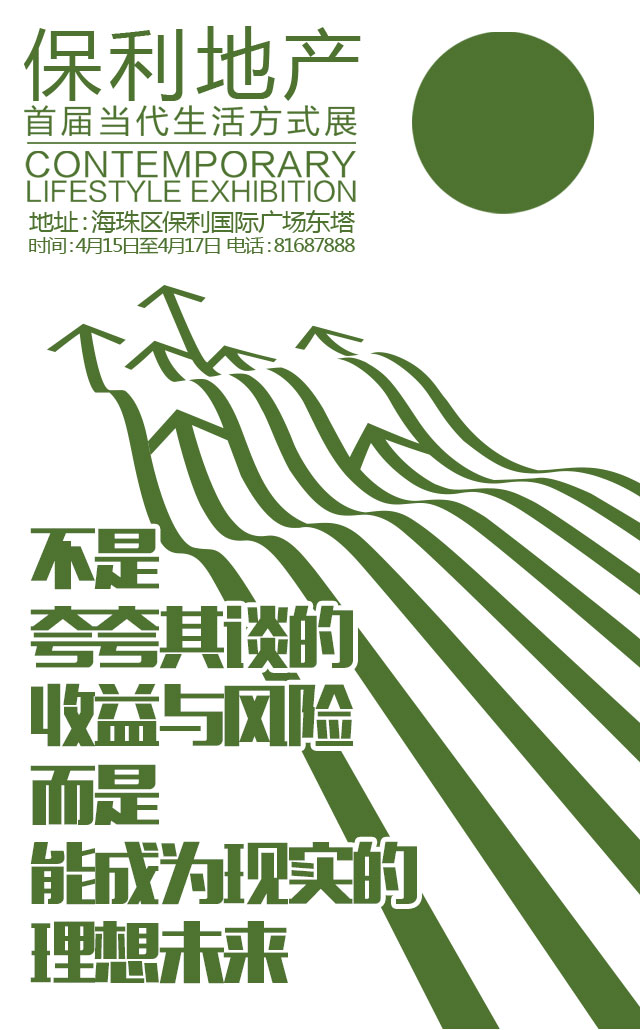 保利地产
首届当代生活方式展
CONTEMPORARY
LIFESTYLE EXHIBITION
地址:海珠区保利国际广场东塔
时间:4月15日至4月17日 电话:81687888
不是
夸夸其谈的
收益与风险
而是
能成为现实的
理想未来